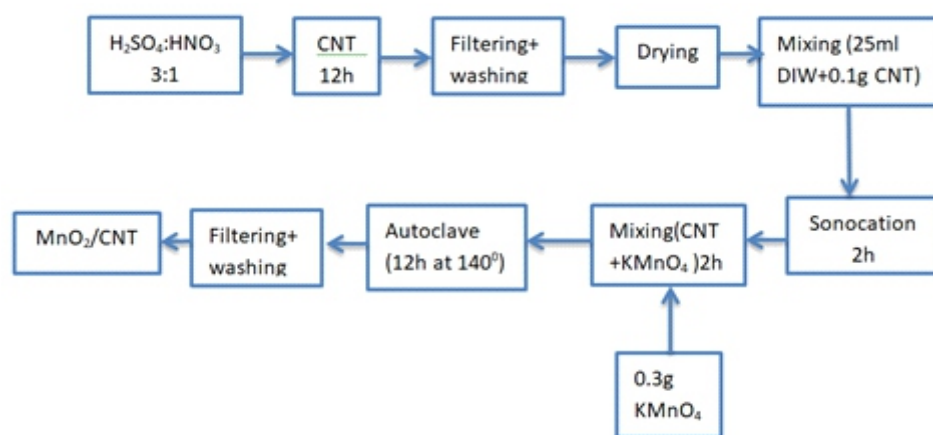 H₂SO₄:HNO₃
3:1
CNT
12h
Filtering+
washing
Drying
Mixing (25ml
DIW+0.1g CNT)
Sonocation
2h
Mixing(CNT
+KMnO₄ )2h
0.3g
KMnO₄
Autoclave
(12h at 140⁰)
Filtering+
washing
MnO₂/CNT